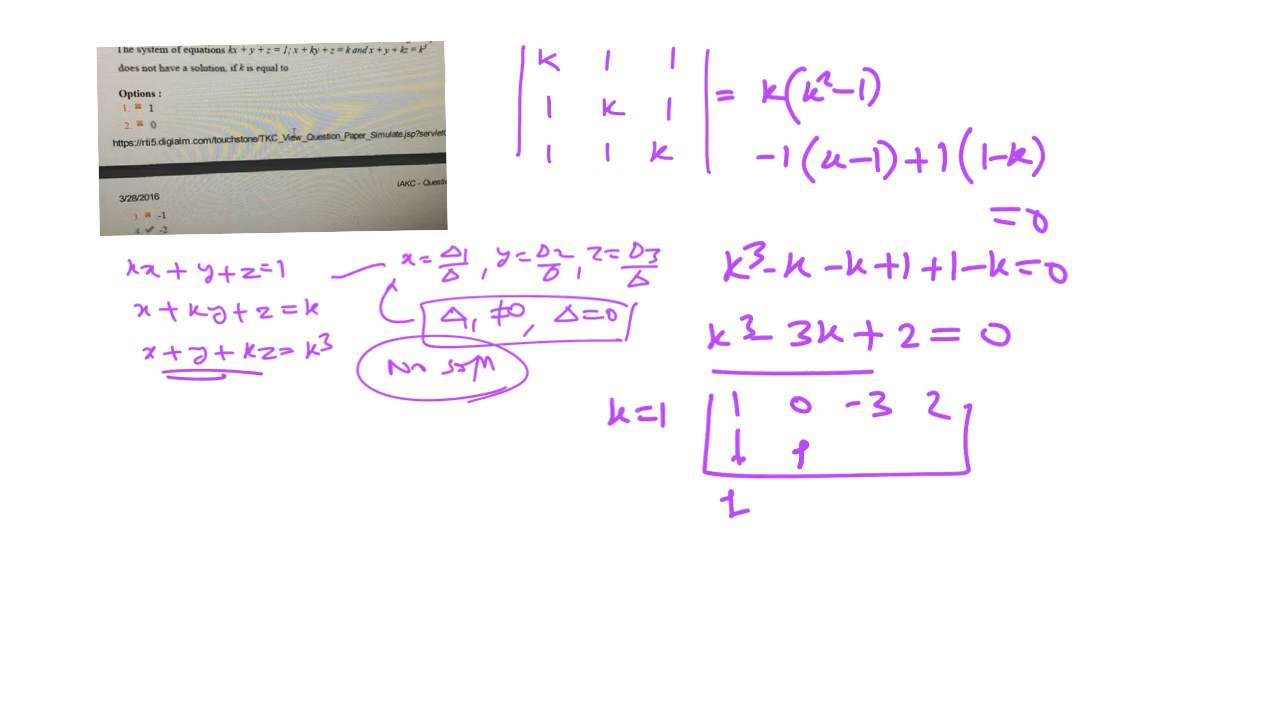 The system of equations kx + y + z = 1; x + ky + z = k and x + y + kz = k³
does not have a solution, if k is equal to
Options :
1. ✖ 1
2. ✖ 0
https://rti5.digialm.com/touchstone/TKC_View_Question_Paper_Simulate.jsp?servlet
3/28/2016
IAKC - Questi
3. ✖ -1
4. ✔ -2
kx + y + z = 1
x + ky + z = k
x + y + kz = k³
x = Δ1/Δ, y = D2/D, z = D3/Δ
Δ1 ≠ 0, Δ = 0
No solⁿ
| k 1 1 |
| 1 k 1 | = k(k² - 1)
| 1 1 k | -1(k - 1) + 1(1 - k)
= 0
k³ - k - k + 1 + 1 - k = 0
k³ - 3k + 2 = 0
k = 1 | 1 0 -3 2
↓ 1
1